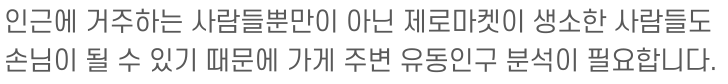 인근에 거주하는 사람들뿐만이 아닌 제로마켓이 생소한 사람들도
손님이 될 수 있기 때문에 가게 주변 유동인구 분석이 필요합니다.